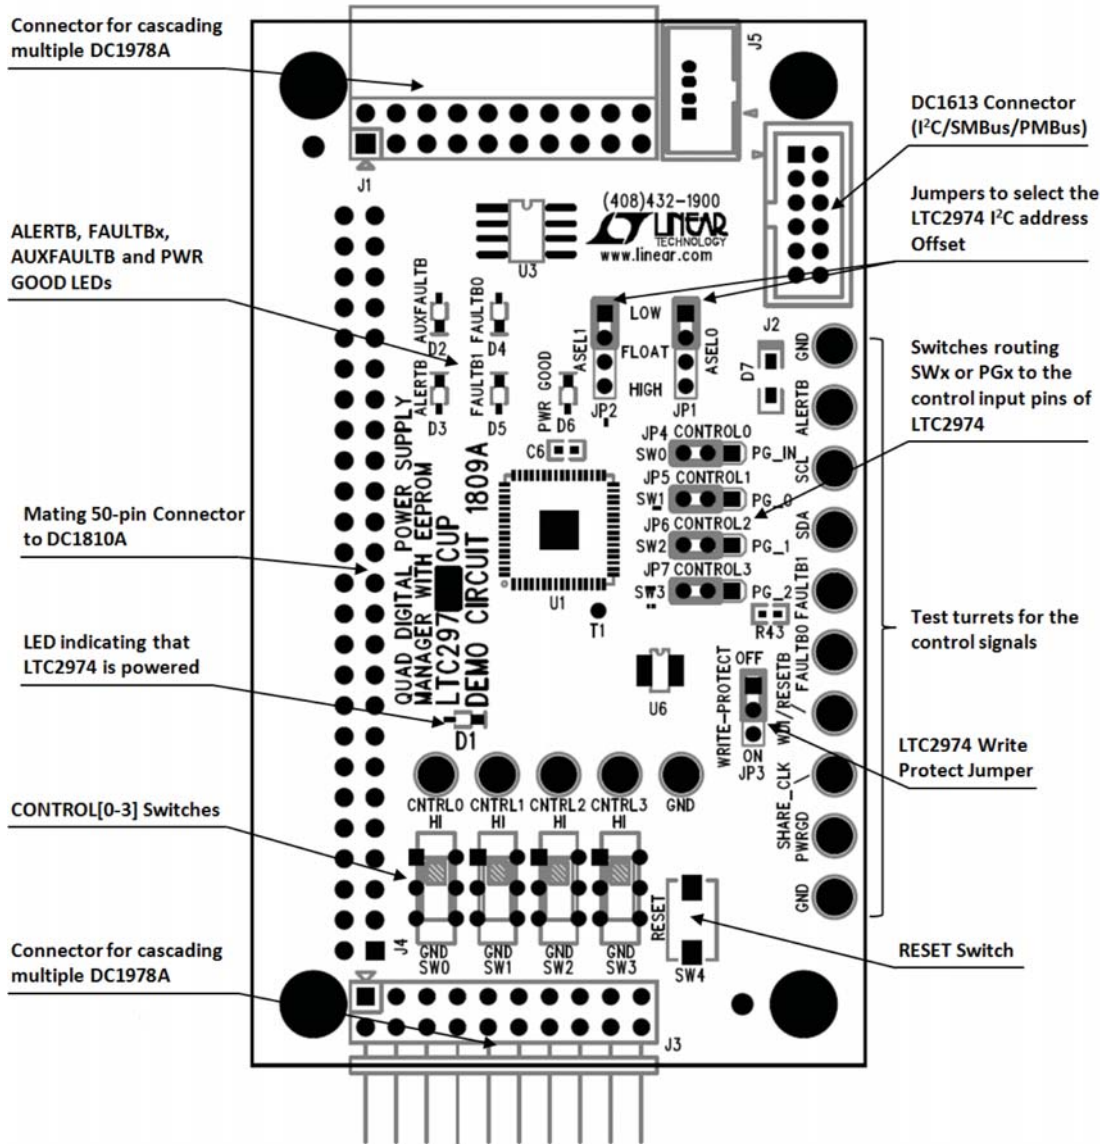 Connector for cascading
multiple DC1978A
ALERTB, FAULTBx,
AUXFAULTB and PWR
GOOD LEDs
Mating 50-pin Connector
to DC1810A
LED indicating that
LTC2974 is powered
CONTROL[0-3] Switches
Connector for cascading
multiple DC1978A
J5
J1
(408)432-1900
LINEAR
TECHNOLOGY
www.linear.com
U3
AUXFAULTB
D2
FAULTB0
D4
ALERTB
D3
FAULTB1
D5
PWR GOOD
D6
ASEL1
LOW
FLOAT
HIGH
ASEL0
JP2
JP1
J2
D7
C6
JP4 CONTROL0
SW0 PG_IN
JP5 CONTROL1
SW1 PG_0
JP6 CONTROL2
SW2 PG_1
JP7 CONTROL3
SW3 PG_2
R43
U1
T1
U6
QUAD DIGITAL POWER SUPPLY
MANAGER WITH EEPROM
LTC297 CUP
DEMO CIRCUIT 1809A
D1
WRITE-PROTECT
OFF
ON
JP3
GND
ALERTB
SCL
SDA
FAULTB1
FAULTB0
WDI/RESETB
SHARE_CLK
PWRGD
GND
CNTRL0 CNTRL1 CNTRL2 CNTRL3 GND
HI HI HI HI
GND GND GND GND
SW0 SW1 SW2 SW3
RESET
SW4
J4
J3
DC1613 Connector
(I²C/SMBus/PMBus)
Jumpers to select the
LTC2974 I²C address
Offset
Switches routing
SWx or PGx to the
control input pins of
LTC2974
Test turrets for the
control signals
LTC2974 Write
Protect Jumper
RESET Switch